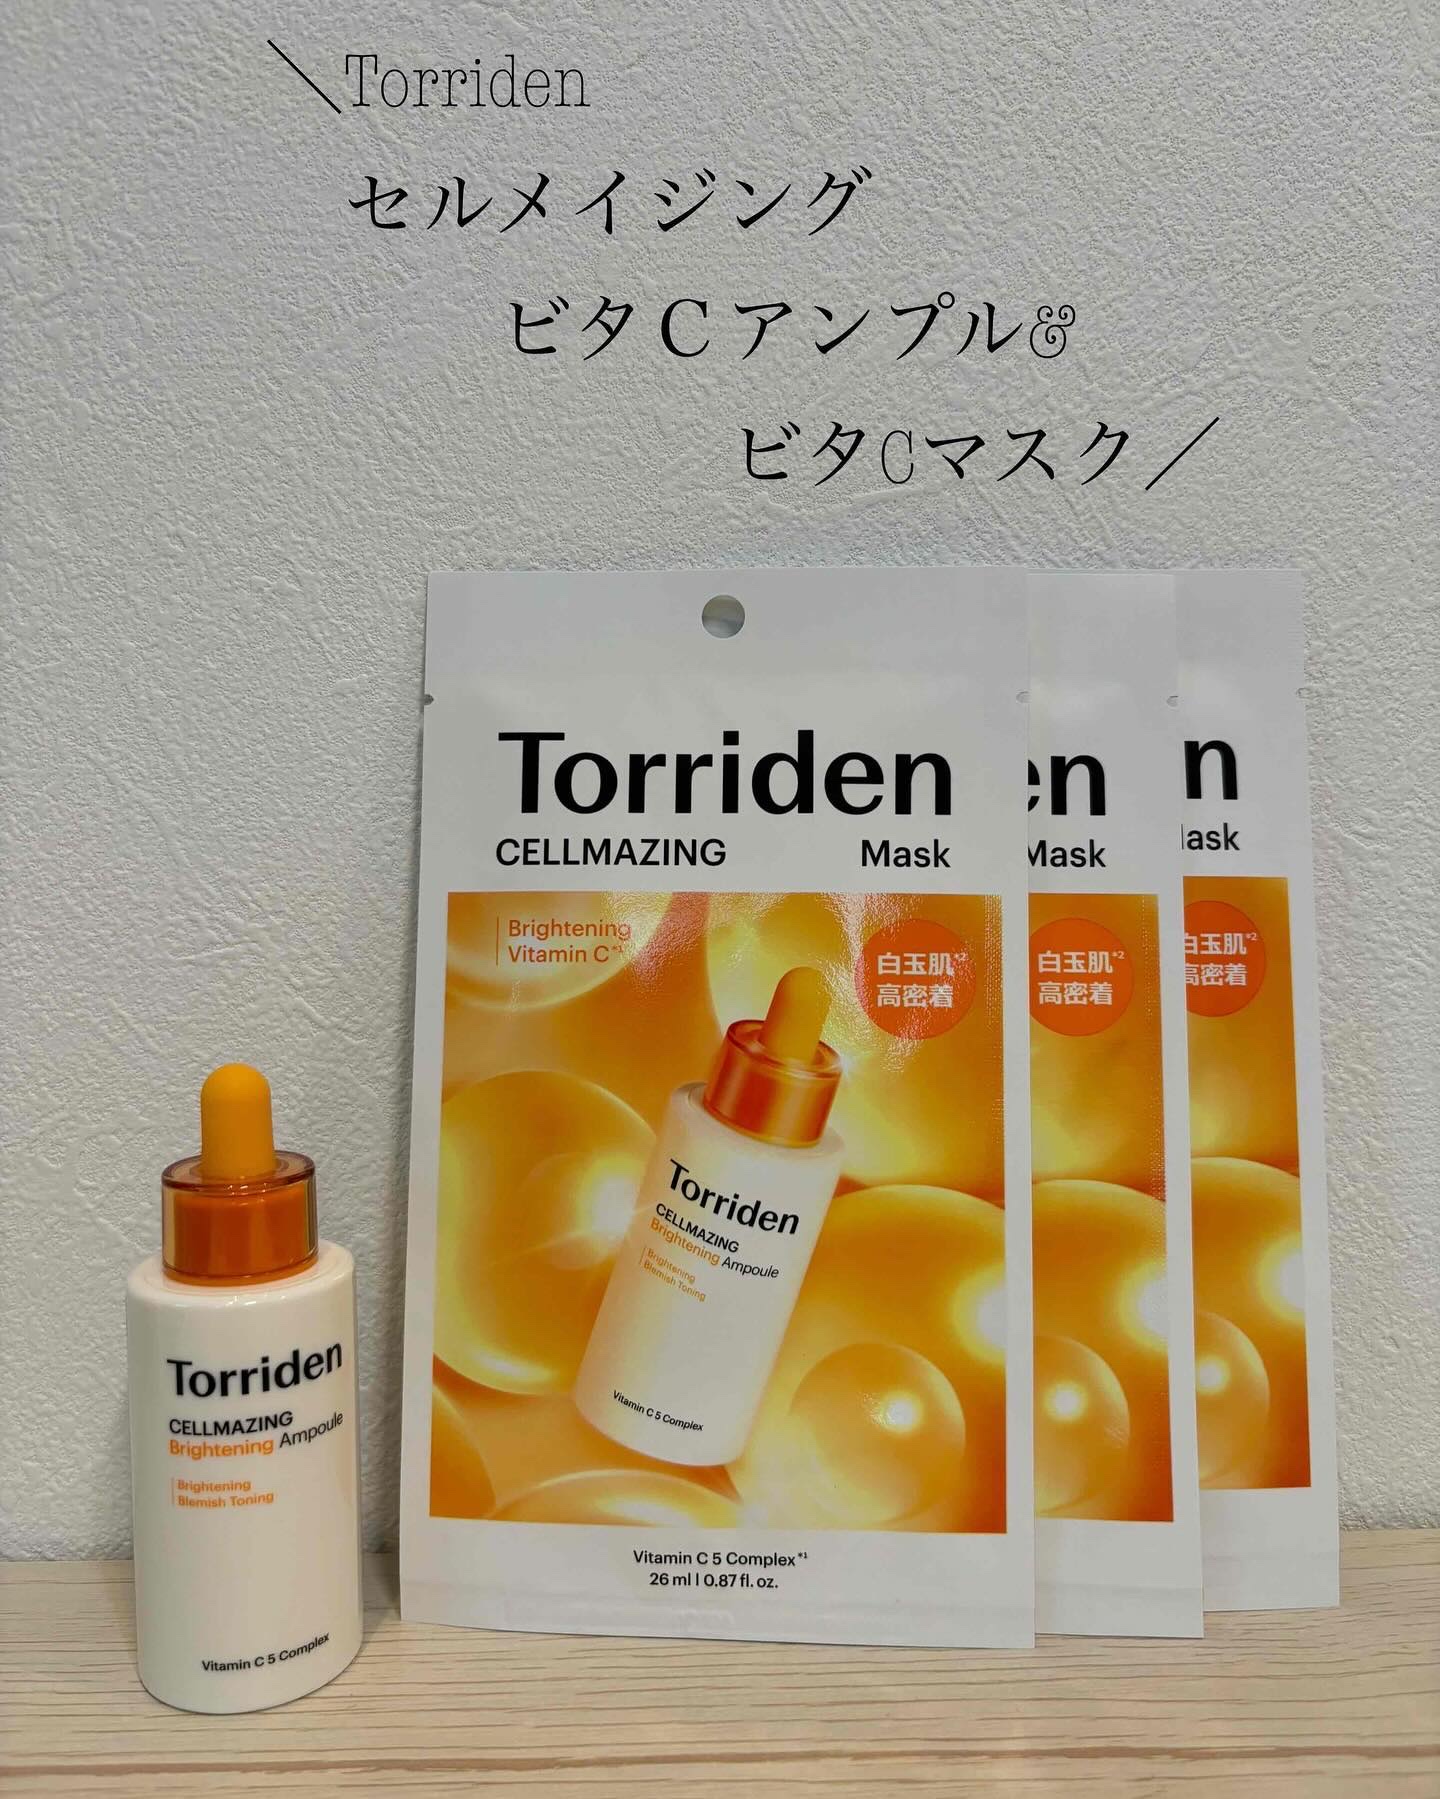 ＼Torriden
セルメイジング
ビタCアンプル&
ビタCマスク／
Torriden
CELLMAZING Mask
Brightening
Vitamin C*1
白玉肌*2
高密着
Torriden
CELLMAZING
Brightening Ampoule
Brightening
Blemish Toning
Vitamin C 5 Complex
Vitamin C 5 Complex*1
26 ml | 0.87 fl. oz.
en
Mask
白玉肌*2
高密着
n
ask
白玉肌*2
高密着
Torriden
CELLMAZING
Brightening Ampoule
Brightening
Blemish Toning
Vitamin C 5 Complex